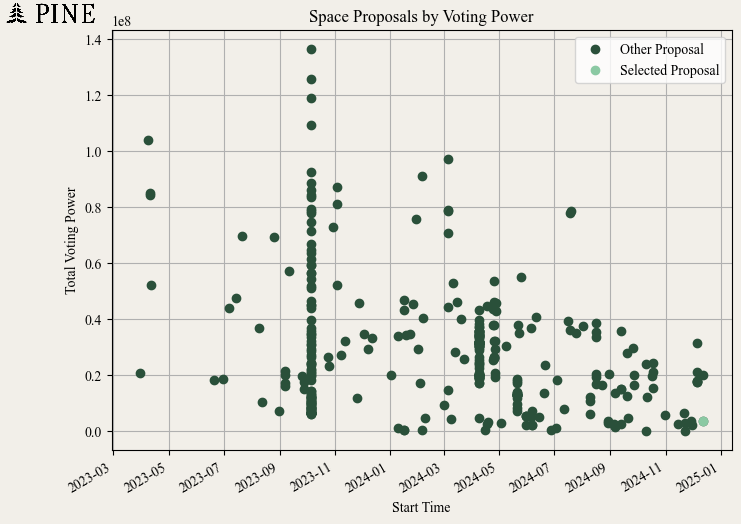 PINE
Space Proposals by Voting Power
1e8
Other Proposal
Selected Proposal
1.4
1.2
1.0
0.8
0.6
0.4
0.2
0.0
Total Voting Power
2023-03
2023-05
2023-07
2023-09
2023-11
2024-01
2024-03
2024-05
2024-07
2024-09
2024-11
2025-01
Start Time